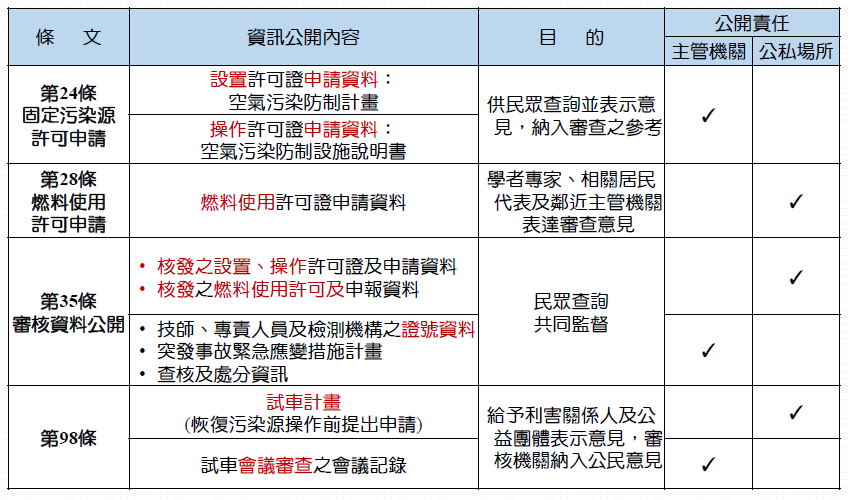 條 文
資訊公開內容
目 的
公開責任
主管機關
公私場所
第24條
固定污染源
許可申請
設置許可證申請資料：
空氣污染防制計畫
操作許可證申請資料：
空氣污染防制設施說明書
供民眾查詢並表示意
見，納入審查之參考
✓
第28條
燃料使用
許可申請
燃料使用許可證申請資料
學者專家、相關居民
代表及鄰近主管機關
表達審查意見
✓
第35條
審核資料公開
• 核發之設置、操作許可證及申請資料
• 核發之燃料使用許可及申報資料
民眾查詢
共同監督
✓
• 技師、專責人員及檢測機構之證號資料
• 突發事故緊急應變措施計畫
• 查核及處分資訊
✓
第98條
試車計畫
(恢復污染源操作前提出申請)
給予利害關係人及公
益團體表示意見，審
核機關納入公民意見
✓
試車會議審查之會議記錄
✓